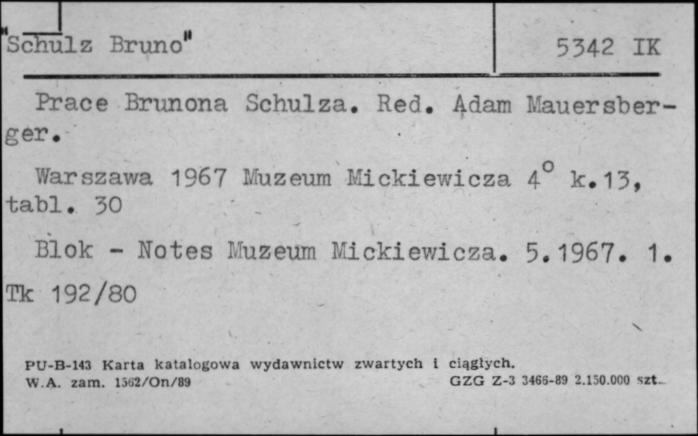 "Schulz Bruno" 5342 IK
Prace Brunona Schulza. Red. Adam Mauersber-
ger.
Warszawa 1967 Muzeum Mickiewicza 4° k.13,
tabl. 30
Blok - Notes Muzeum Mickiewicza. 5.1967. 1.
Tk 192/80
PU-B-143 Karta katalogowa wydawnictw zwartych i ciągłych.
W.A. zam. 1562/On/89 GZG Z-3 3466-89 2.150.000 szt.